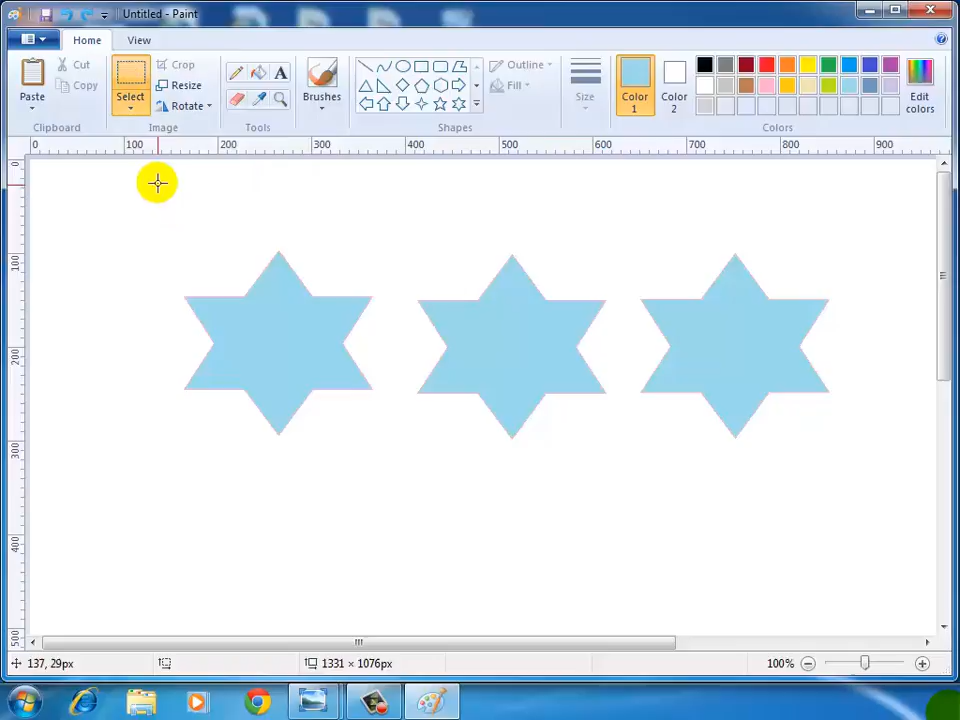 Untitled - Paint
Home View
Paste
Cut
Copy
Clipboard
Select
Crop
Resize
Rotate
Image
A
Tools
Brushes
Outline
Fill
Shapes
Size
Color 1
Color 2
Edit colors
Colors
0 100 200 300 400 500 600 700 800 900
0
100
200
300
400
500
137, 29px
1331 × 1076px
100%